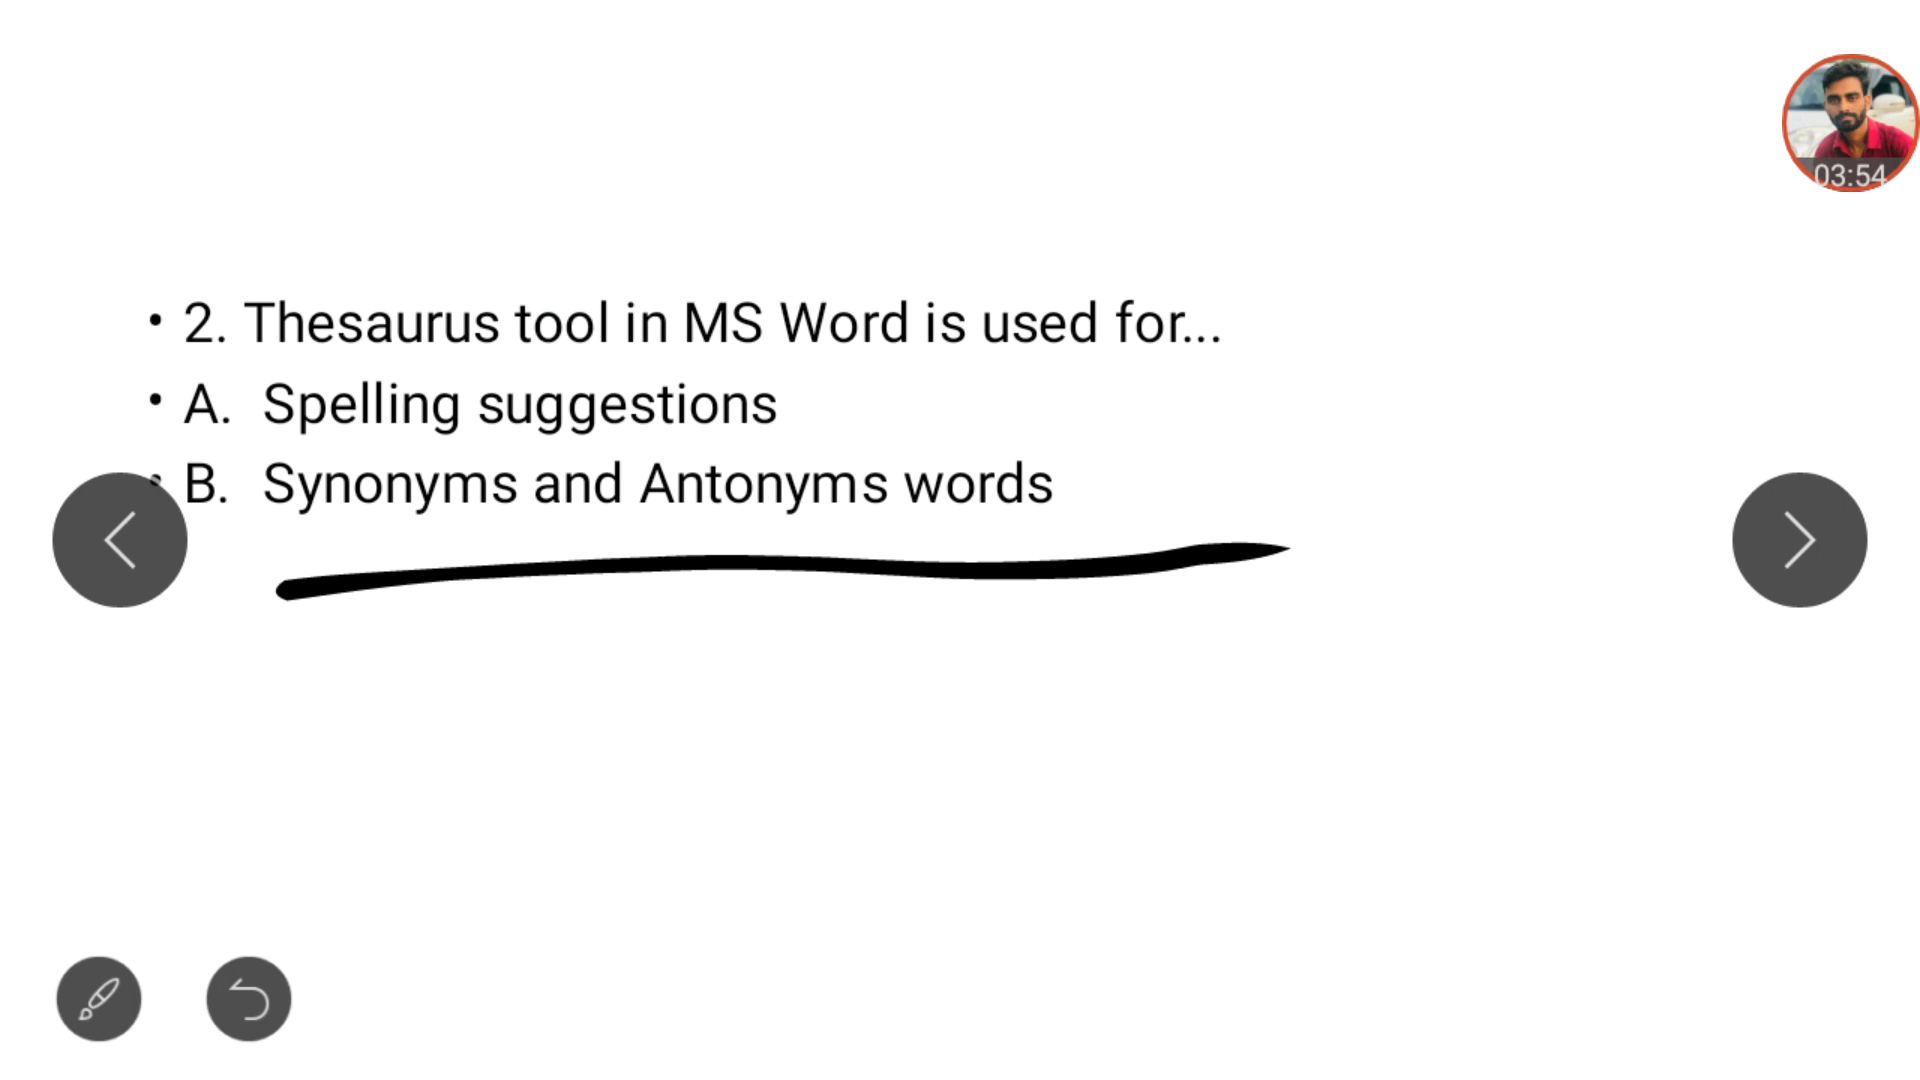 03:54
• 2. Thesaurus tool in MS Word is used for...
• A. Spelling suggestions
• B. Synonyms and Antonyms words